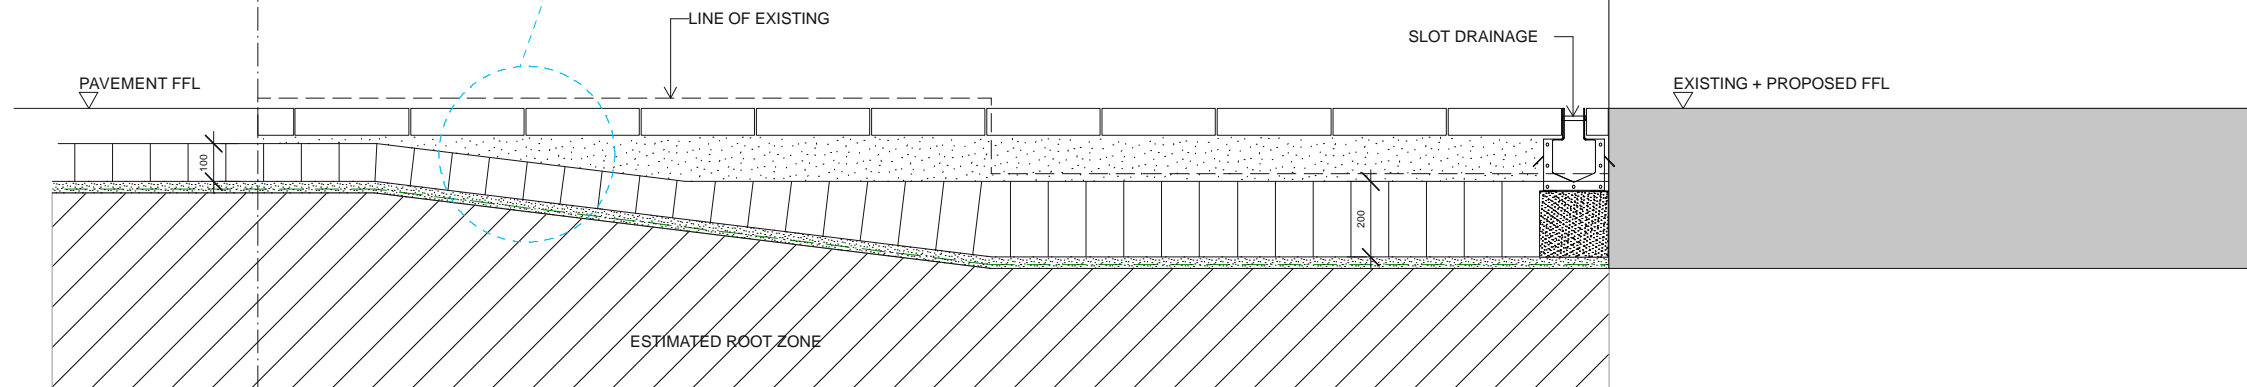 LINE OF EXISTING
SLOT DRAINAGE
PAVEMENT FFL
EXISTING + PROPOSED FFL
100
200
ESTIMATED ROOT ZONE